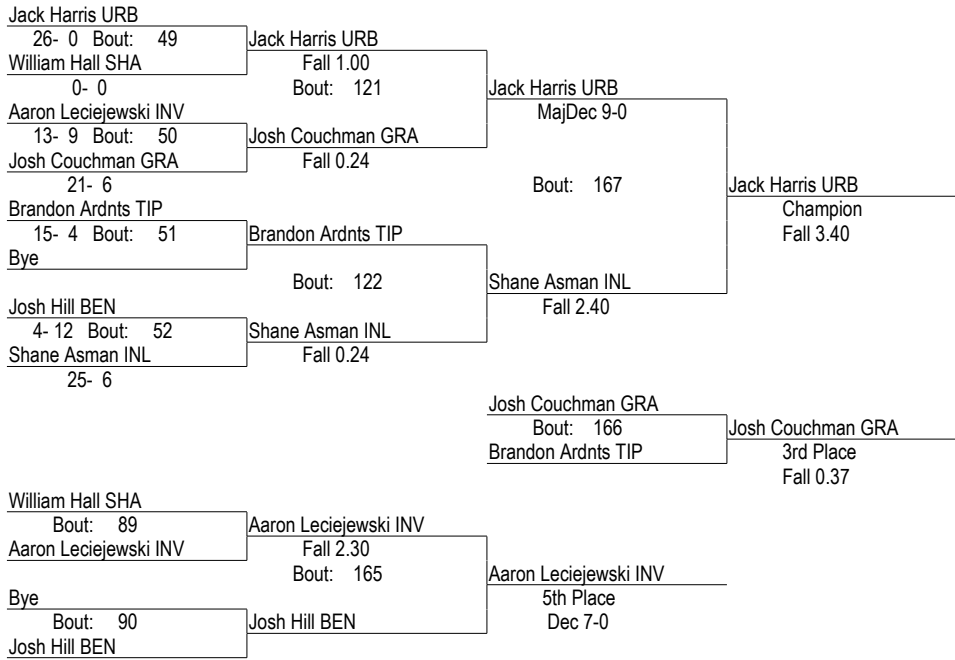 Jack Harris URB
26- 0 Bout: 49
William Hall SHA
0- 0
Aaron Leciejewski INV
13- 9 Bout: 50
Josh Couchman GRA
21- 6
Brandon Ardnts TIP
15- 4 Bout: 51
Bye
Josh Hill BEN
4- 12 Bout: 52
Shane Asman INL
25- 6
Jack Harris URB
Fall 1.00
Bout: 121
Josh Couchman GRA
Fall 0.24
Brandon Ardnts TIP
Bout: 122
Shane Asman INL
Fall 0.24
Jack Harris URB
MajDec 9-0
Bout: 167
Shane Asman INL
Fall 2.40
Jack Harris URB
Champion
Fall 3.40
Josh Couchman GRA
Bout: 166
Brandon Ardnts TIP
Josh Couchman GRA
3rd Place
Fall 0.37
William Hall SHA
Bout: 89
Aaron Leciejewski INV
Bye
Bout: 90
Josh Hill BEN
Aaron Leciejewski INV
Fall 2.30
Bout: 165
Josh Hill BEN
Aaron Leciejewski INV
5th Place
Dec 7-0